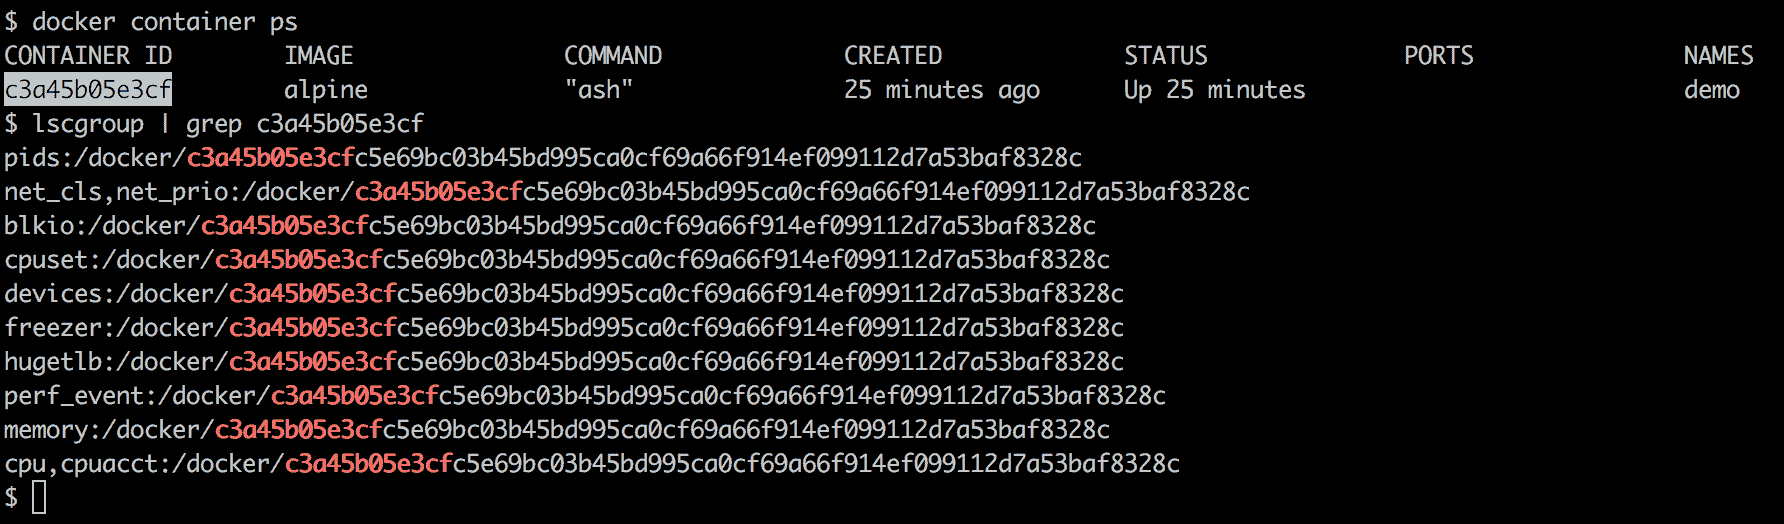 $ docker container ps
CONTAINER ID        IMAGE               COMMAND             CREATED             STATUS              PORTS               NAMES
c3a45b05e3cf        alpine              "ash"               25 minutes ago      Up 25 minutes                           demo
$ lscgroup | grep c3a45b05e3cf
pids:/docker/c3a45b05e3cfc5e69bc03b45bd995ca0cf69a66f914ef099112d7a53baf8328c
net_cls,net_prio:/docker/c3a45b05e3cfc5e69bc03b45bd995ca0cf69a66f914ef099112d7a53baf8328c
blkio:/docker/c3a45b05e3cfc5e69bc03b45bd995ca0cf69a66f914ef099112d7a53baf8328c
cpuset:/docker/c3a45b05e3cfc5e69bc03b45bd995ca0cf69a66f914ef099112d7a53baf8328c
devices:/docker/c3a45b05e3cfc5e69bc03b45bd995ca0cf69a66f914ef099112d7a53baf8328c
freezer:/docker/c3a45b05e3cfc5e69bc03b45bd995ca0cf69a66f914ef099112d7a53baf8328c
hugetlb:/docker/c3a45b05e3cfc5e69bc03b45bd995ca0cf69a66f914ef099112d7a53baf8328c
perf_event:/docker/c3a45b05e3cfc5e69bc03b45bd995ca0cf69a66f914ef099112d7a53baf8328c
memory:/docker/c3a45b05e3cfc5e69bc03b45bd995ca0cf69a66f914ef099112d7a53baf8328c
cpu,cpuacct:/docker/c3a45b05e3cfc5e69bc03b45bd995ca0cf69a66f914ef099112d7a53baf8328c
$